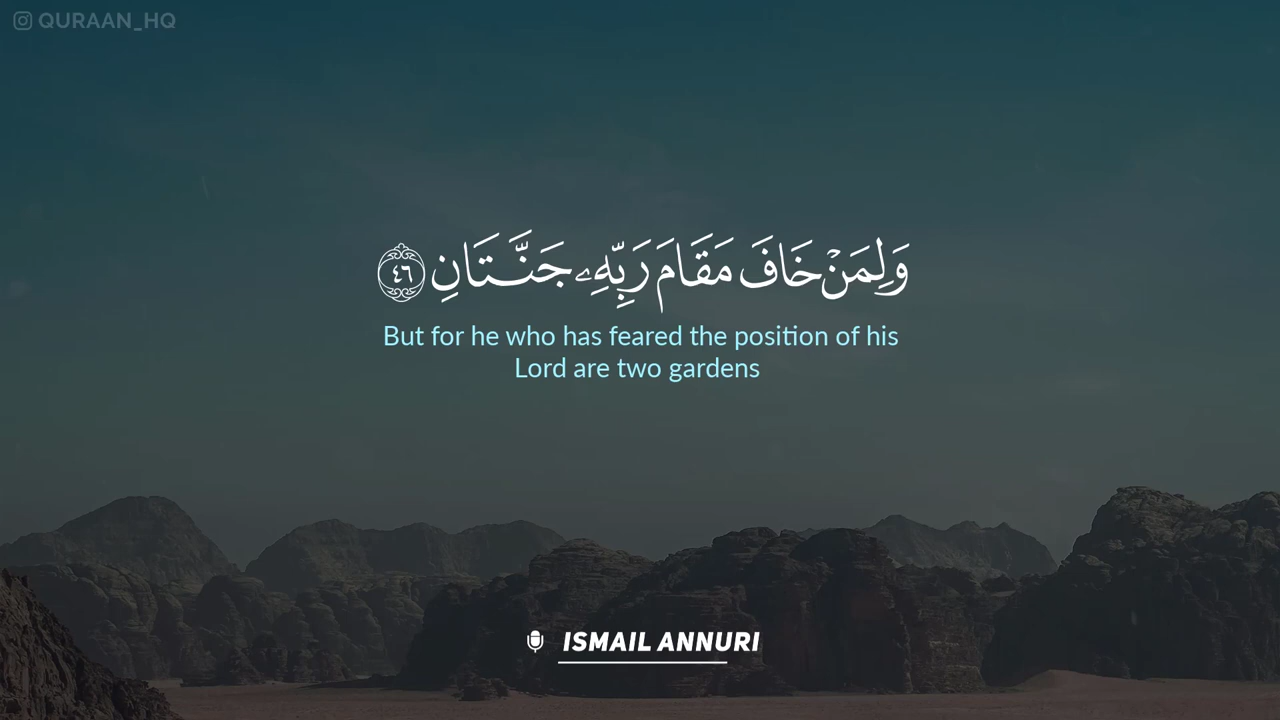 QURAAN_HQ
وَلِمَنۡ خَافَ مَقَامَ رَبِّهِۦ جَنَّتَانِ ٤٦
But for he who has feared the position of his
Lord are two gardens
ISMAIL ANNURI